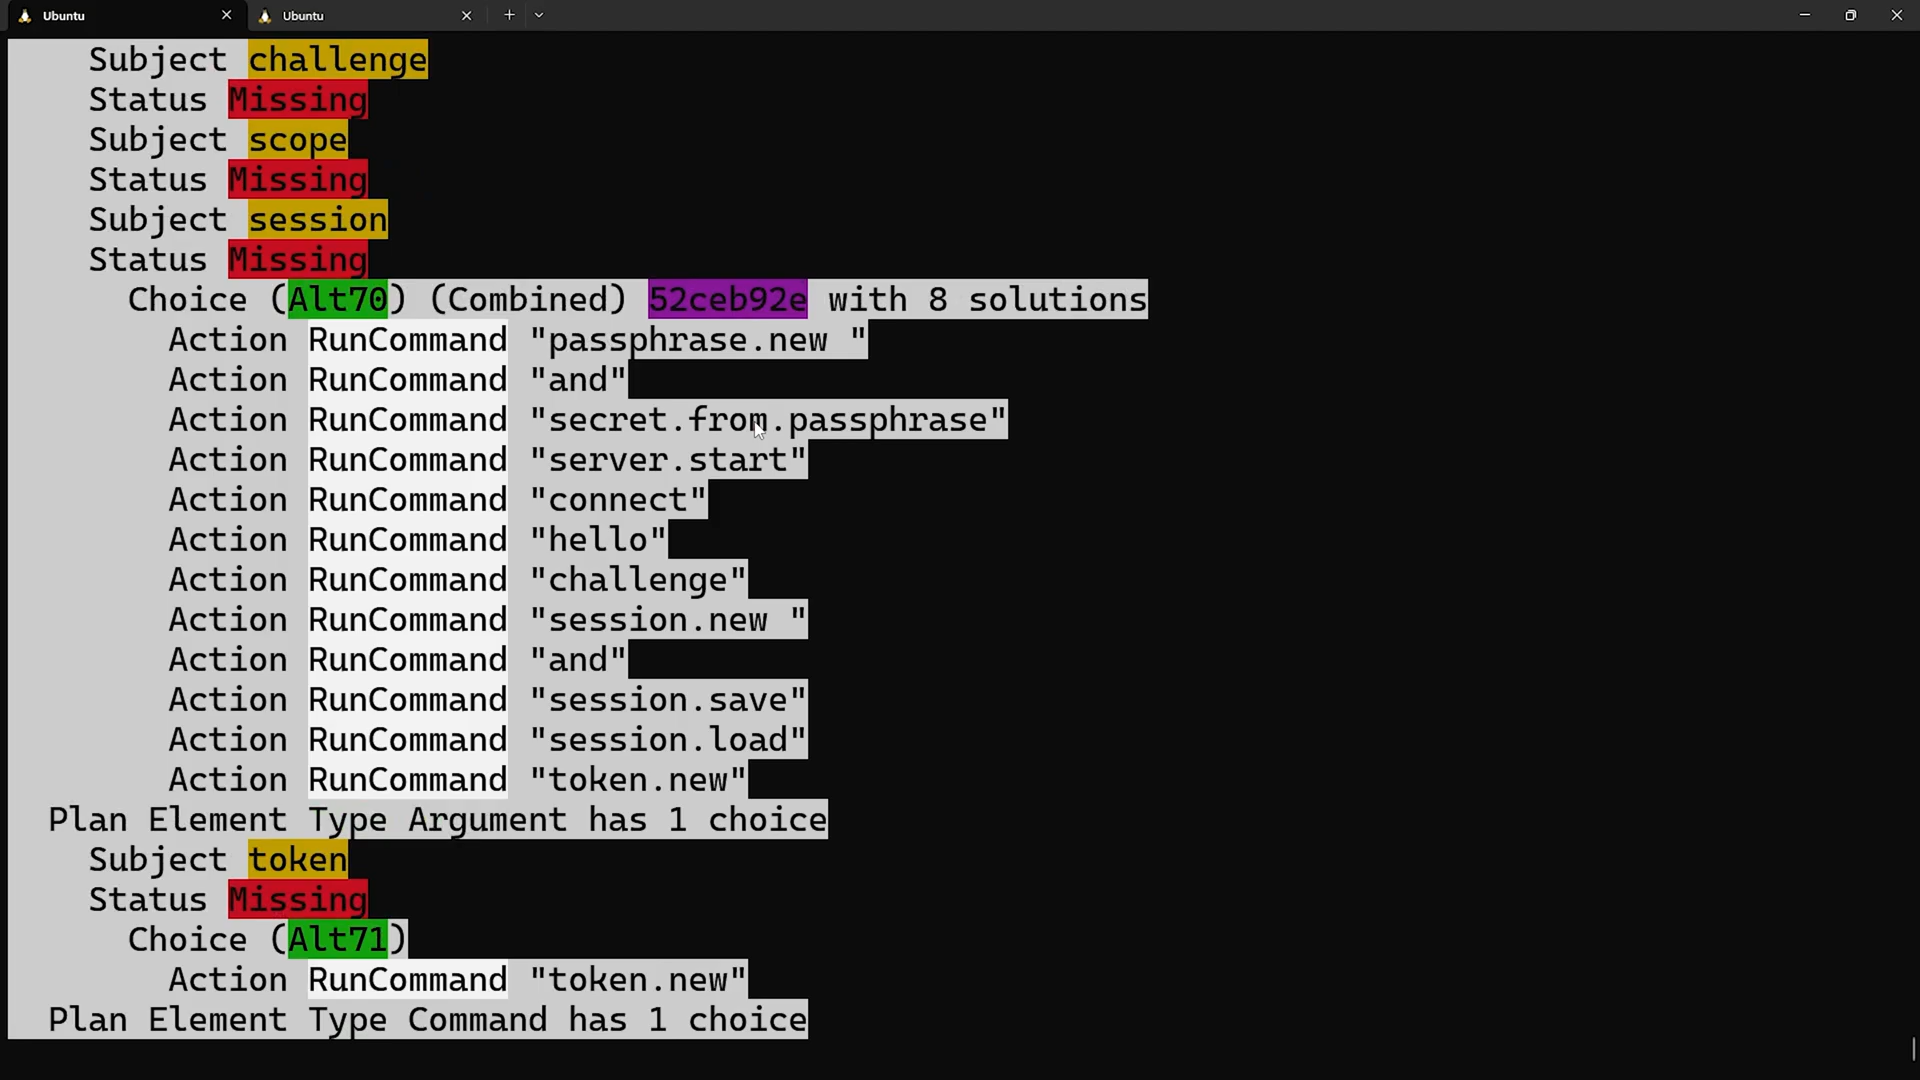 Ubuntu
Ubuntu
Subject challenge
Status Missing
Subject scope
Status Missing
Subject session
Status Missing
Choice (Alt70) (Combined) 52ceb92e with 8 solutions
Action RunCommand "passphrase.new "
Action RunCommand "and"
Action RunCommand "secret.from.passphrase"
Action RunCommand "server.start"
Action RunCommand "connect"
Action RunCommand "hello"
Action RunCommand "challenge"
Action RunCommand "session.new "
Action RunCommand "and"
Action RunCommand "session.save"
Action RunCommand "session.load"
Action RunCommand "token.new"
Plan Element Type Argument has 1 choice
Subject token
Status Missing
Choice (Alt71)
Action RunCommand "token.new"
Plan Element Type Command has 1 choice